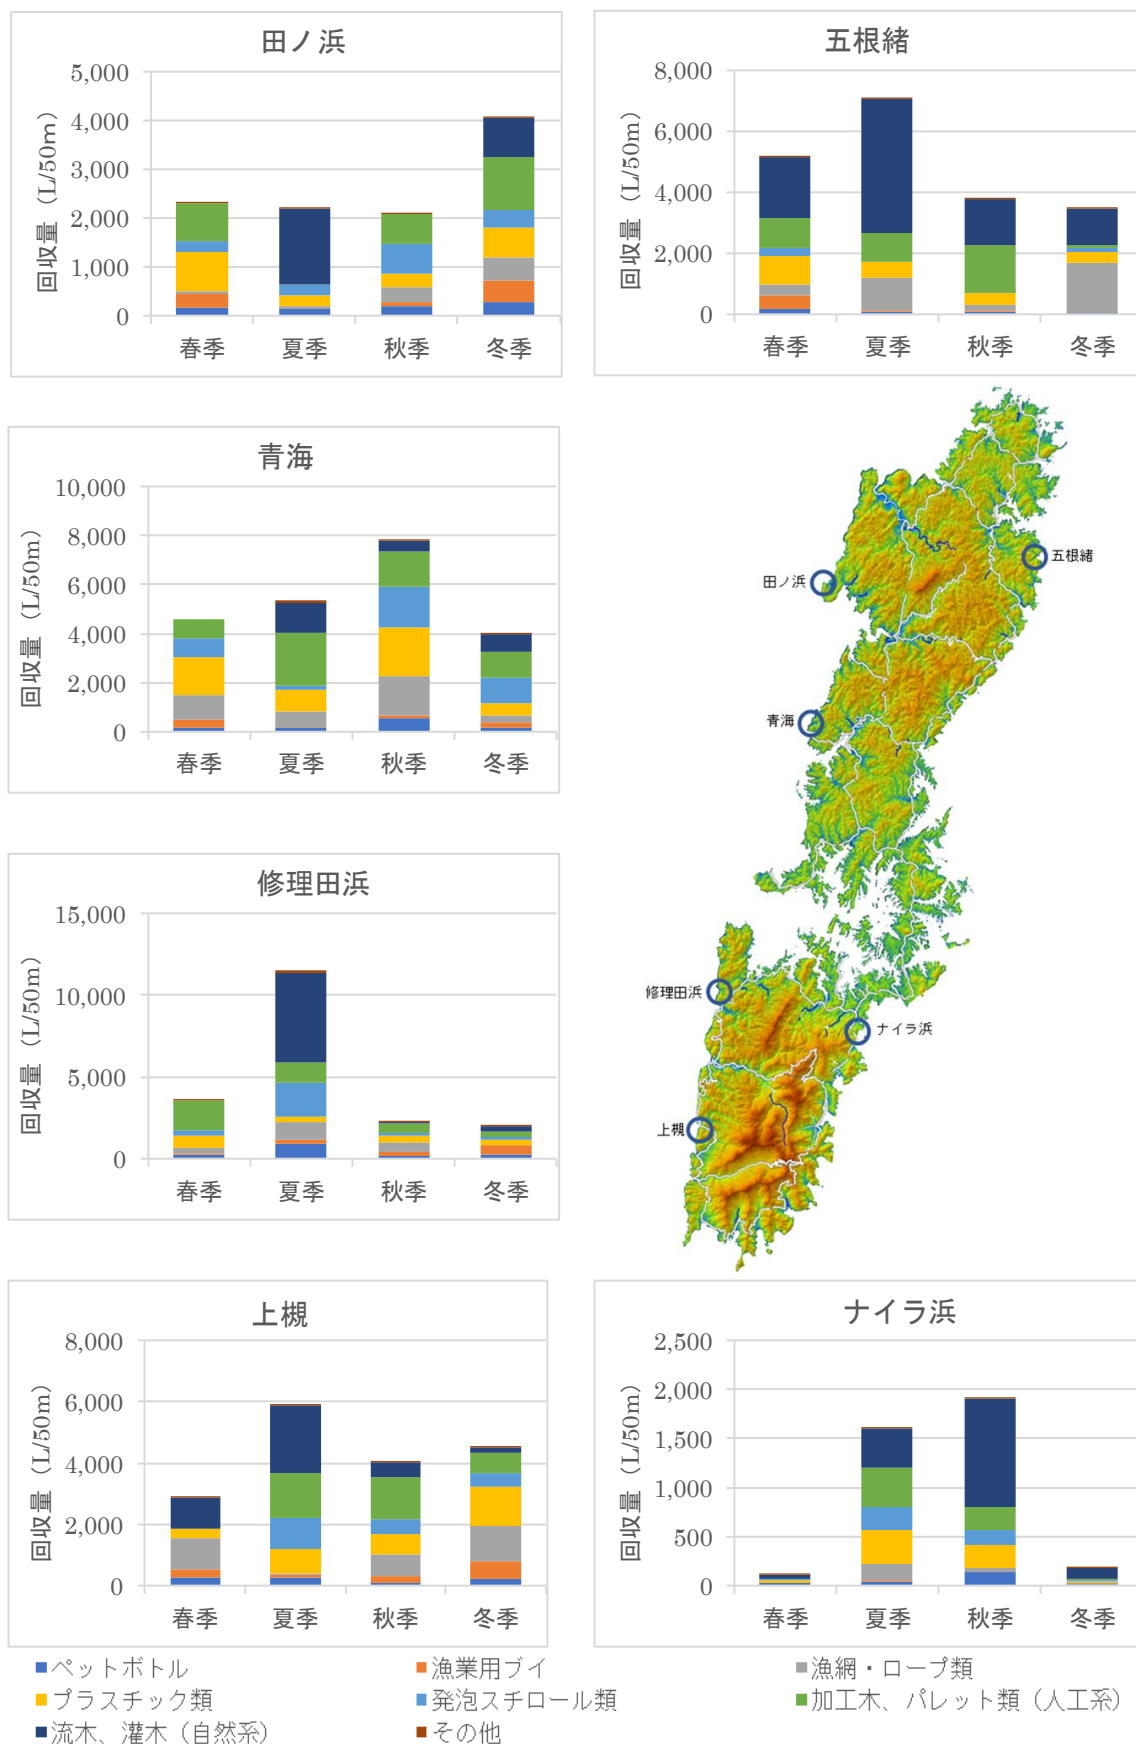 田ノ浜
回収量（L/50m）
5,000
4,000
3,000
2,000
1,000
0
春季 夏季 秋季 冬季
五根緒
回収量（L/50m）
8,000
6,000
4,000
2,000
0
春季 夏季 秋季 冬季
青海
回収量（L/50m）
10,000
8,000
6,000
4,000
2,000
0
春季 夏季 秋季 冬季
五根緒
田ノ浜
青海
修理田浜
ナイラ浜
上槻
修理田浜
回収量（L/50m）
15,000
10,000
5,000
0
春季 夏季 秋季 冬季
上槻
回収量（L/50m）
8,000
6,000
4,000
2,000
0
春季 夏季 秋季 冬季
ナイラ浜
回収量（L/50m）
2,500
2,000
1,500
1,000
500
0
春季 夏季 秋季 冬季
ペットボトル 漁業用ブイ 漁網・ロープ類
プラスチック類 発泡スチロール類 加工木、パレット類（人工系）
流木、灌木（自然系） その他